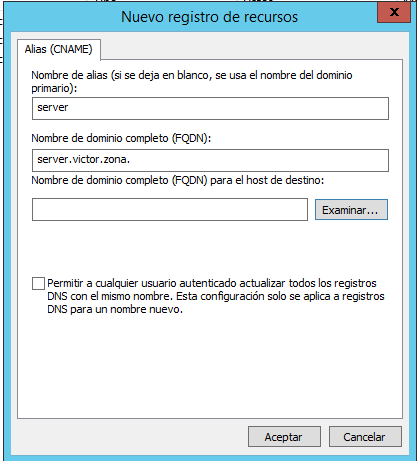 Nuevo registro de recursos
x
Alias (CNAME)
Nombre de alias (si se deja en blanco, se usa el nombre del dominio
primario):
server
Nombre de dominio completo (FQDN):
server.victor.zona.
Nombre de dominio completo (FQDN) para el host de destino:
Examinar...
Permitir a cualquier usuario autenticado actualizar todos los registros
DNS con el mismo nombre. Esta configuración solo se aplica a registros
DNS para un nombre nuevo.
Aceptar
Cancelar